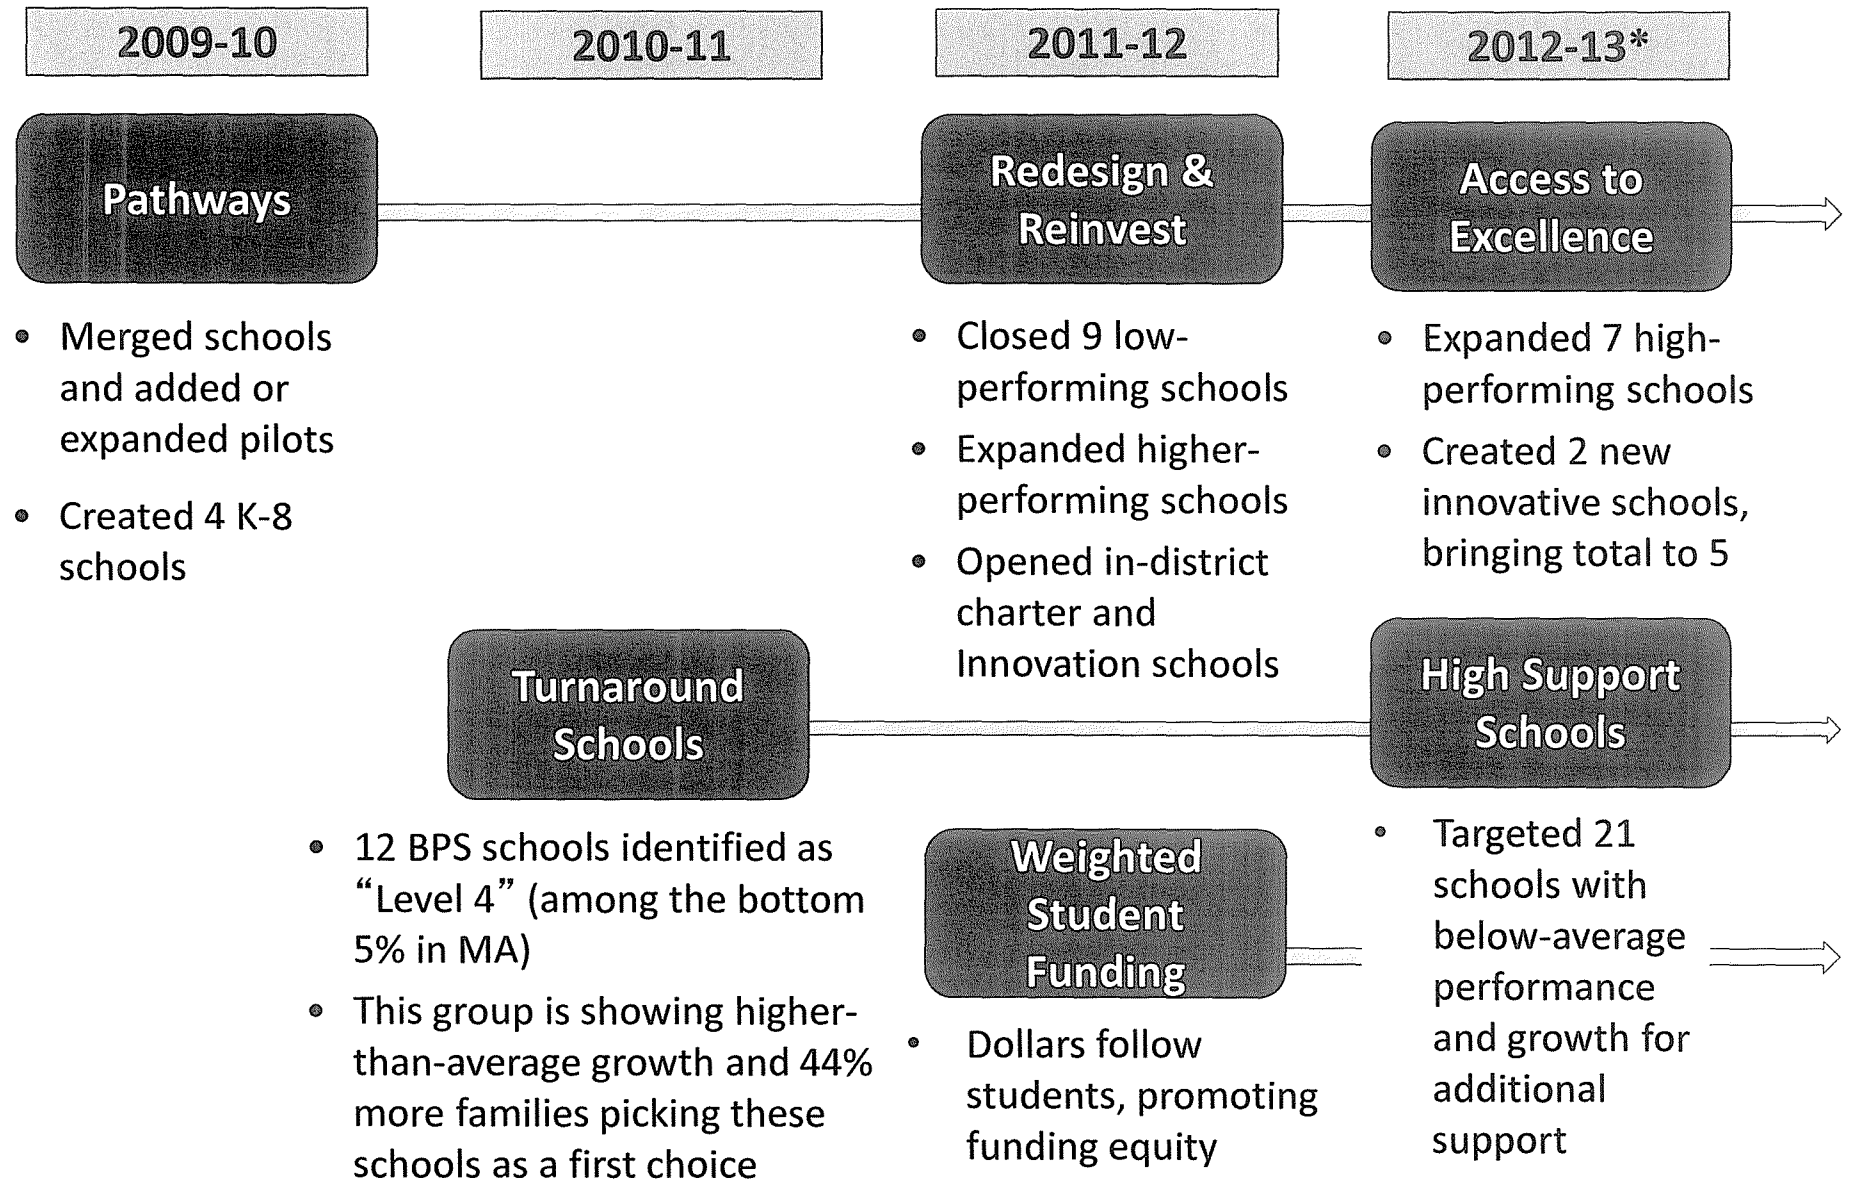 2009-10
2010-11
2011-12
2012-13*
Pathways
Redesign &
Reinvest
Access to
Excellence
• Merged schools
and added or
expanded pilots
• Created 4 K-8
schools
• Closed 9 low-
performing schools
• Expanded higher-
performing schools
• Opened in-district
charter and
Innovation schools
• Expanded 7 high-
performing schools
• Created 2 new
innovative schools,
bringing total to 5
Turnaround
Schools
High Support
Schools
• 12 BPS schools identified as
“Level 4” (among the bottom
5% in MA)
• This group is showing higher-
than-average growth and 44%
more families picking these
schools as a first choice
Weighted
Student
Funding
• Dollars follow
students, promoting
funding equity
• Targeted 21
schools with
below-average
performance
and growth for
additional
support